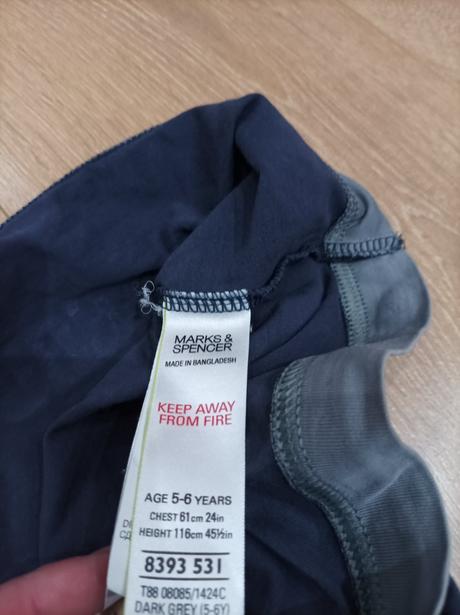 MARKS &
SPENCER
MADE IN BANGLADESH
KEEP AWAY
FROM FIRE
AGE 5-6 YEARS
CHEST 61cm 24in
HEIGHT 116cm 45½in
8393 531
T88 08085/1424C
DARK GREY (5-6Y)